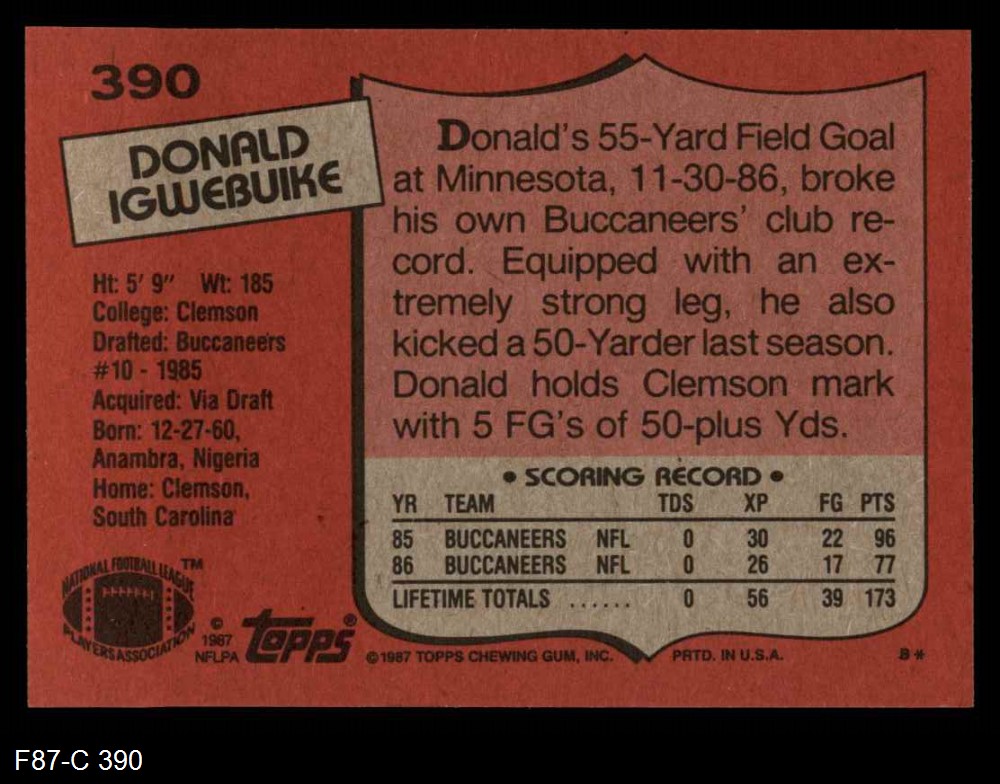 390
DONALD
IGWEBUIKE
Ht: 5' 9" Wt: 185
College: Clemson
Drafted: Buccaneers
#10 - 1985
Acquired: Via Draft
Born: 12-27-60,
Anambra, Nigeria
Home: Clemson,
South Carolina
NATIONAL FOOTBALL LEAGUE
PLAYERS ASSOCIATION
TM
© 1987
NFLPA
topps®
Donald's 55-Yard Field Goal
at Minnesota, 11-30-86, broke
his own Buccaneers' club re-
cord. Equipped with an ex-
tremely strong leg, he also
kicked a 50-Yarder last season.
Donald holds Clemson mark
with 5 FG's of 50-plus Yds.
• SCORING RECORD •
YR TEAM TDS XP FG PTS
85 BUCCANEERS NFL 0 30 22 96
86 BUCCANEERS NFL 0 26 17 77
LIFETIME TOTALS ...... 0 56 39 173
©1987 TOPPS CHEWING GUM, INC. PRTD. IN U.S.A. B*
F87-C 390